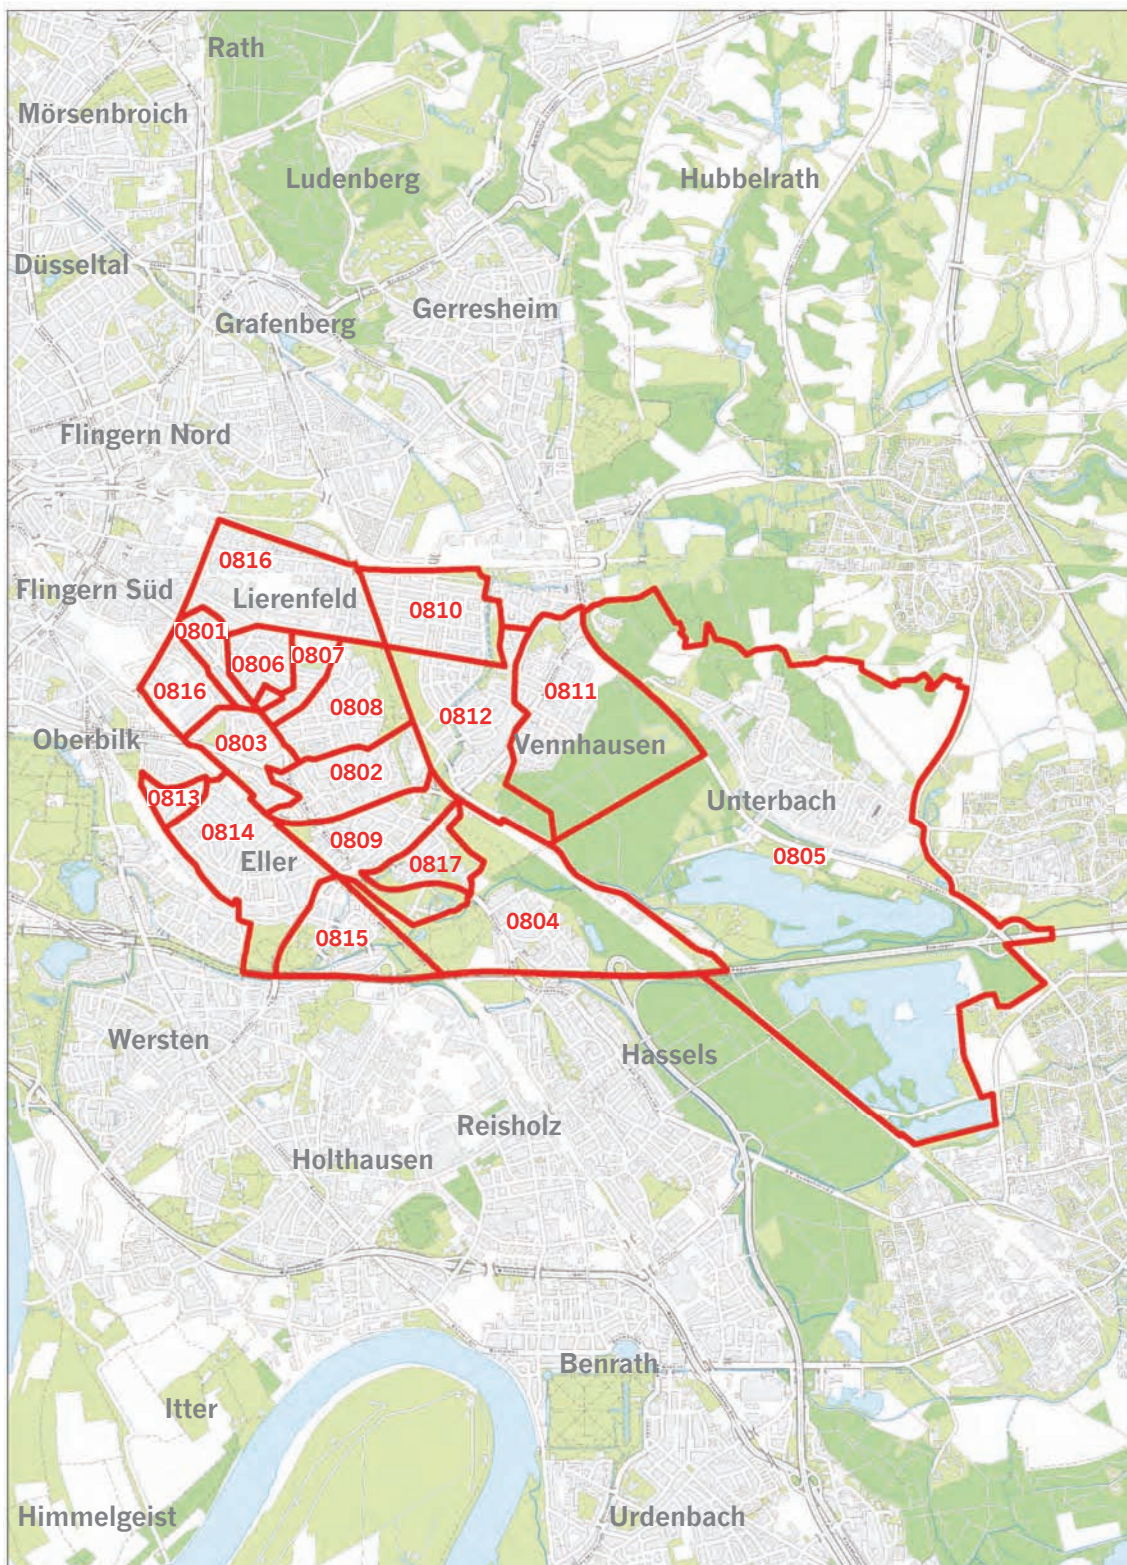 Rath
Mörsenbroich
Ludenberg
Hubbelrath
Düsseltal
Gerresheim
Grafenberg
Flingern Nord
0816
Flingern Süd
Lierenfeld
0810
0801
0806
0807
0816
0811
0808
0812
Oberbilk
0803
Vennhausen
0802
0813
Unterbach
0814
0809
0805
Eller
0817
0804
0815
Wersten
Hassels
Reisholz
Holthausen
Benrath
Itter
Himmelgeist
Urdenbach